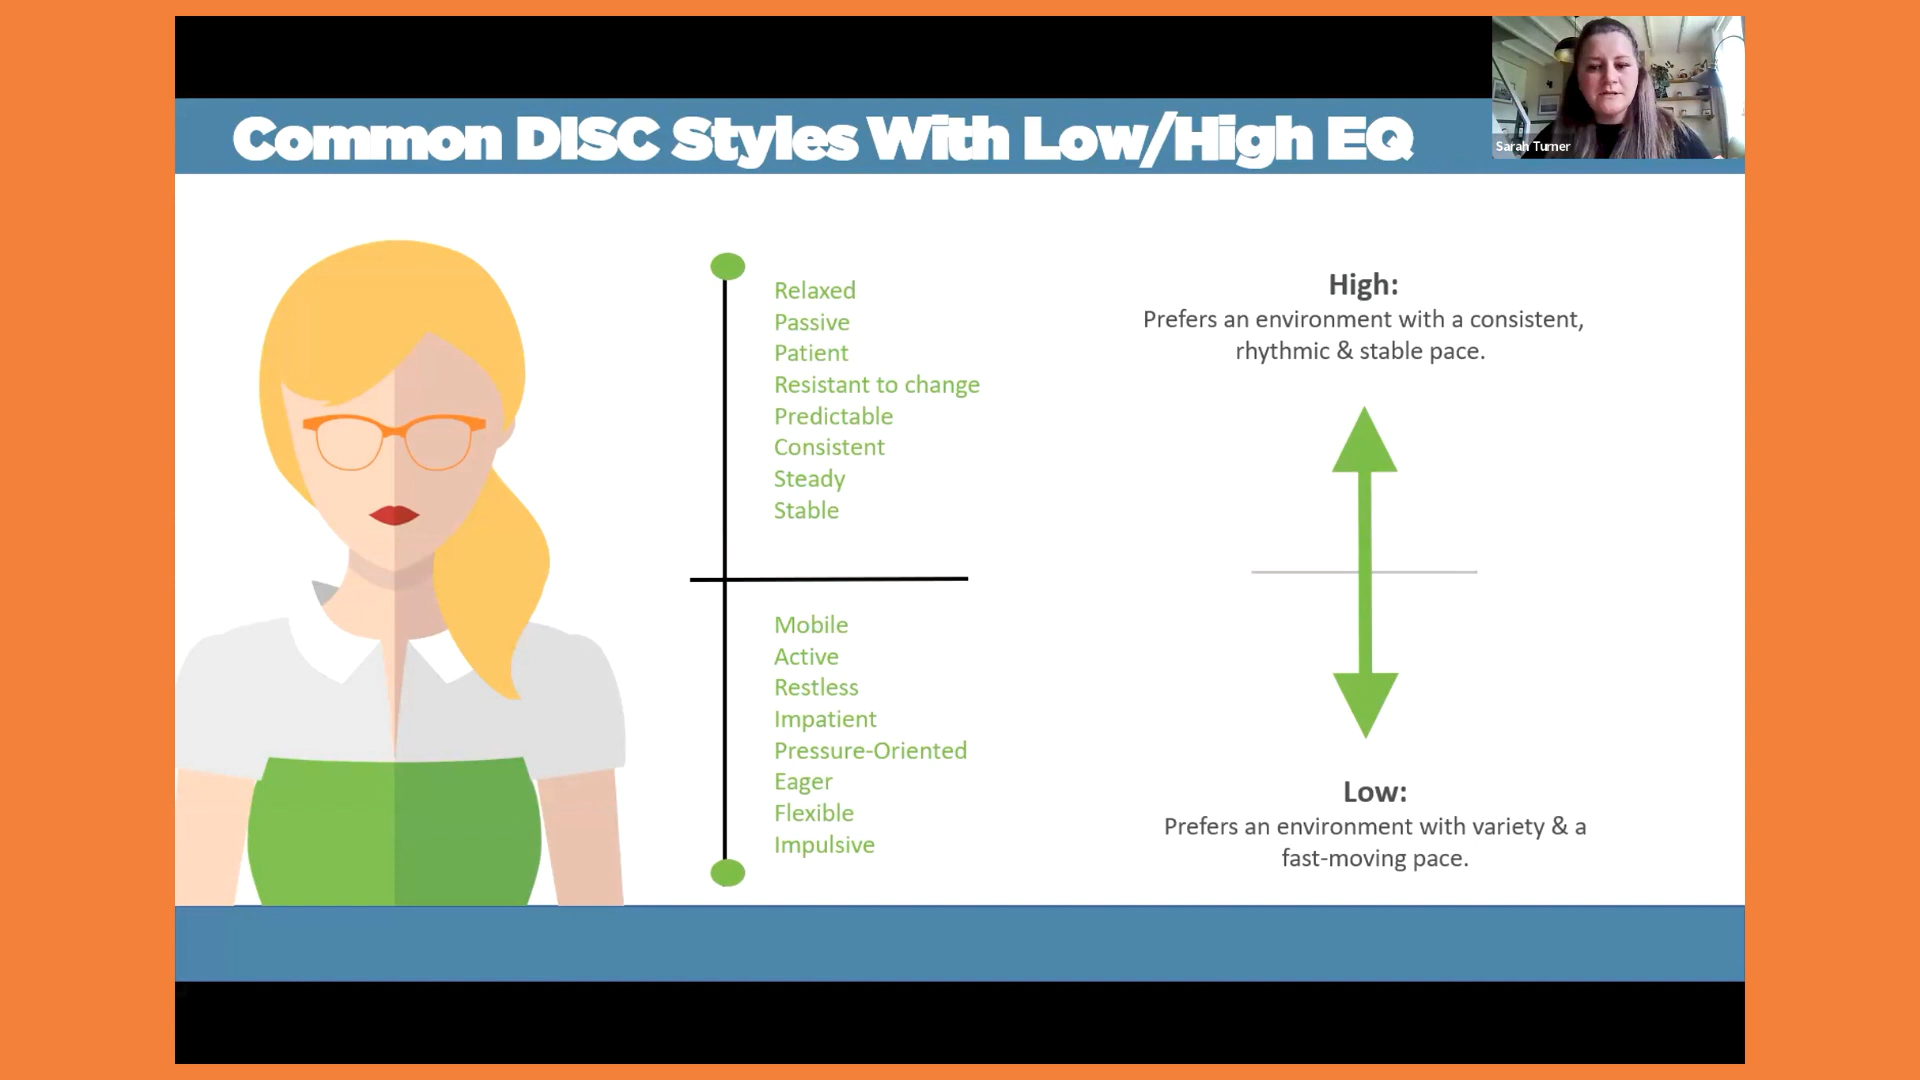 Common DISC Styles With Low/High EQ
Sarah Turner
Relaxed
Passive
Patient
Resistant to change
Predictable
Consistent
Steady
Stable
Mobile
Active
Restless
Impatient
Pressure-Oriented
Eager
Flexible
Impulsive
High:
Prefers an environment with a consistent,
rhythmic & stable pace.
Low:
Prefers an environment with variety & a
fast-moving pace.